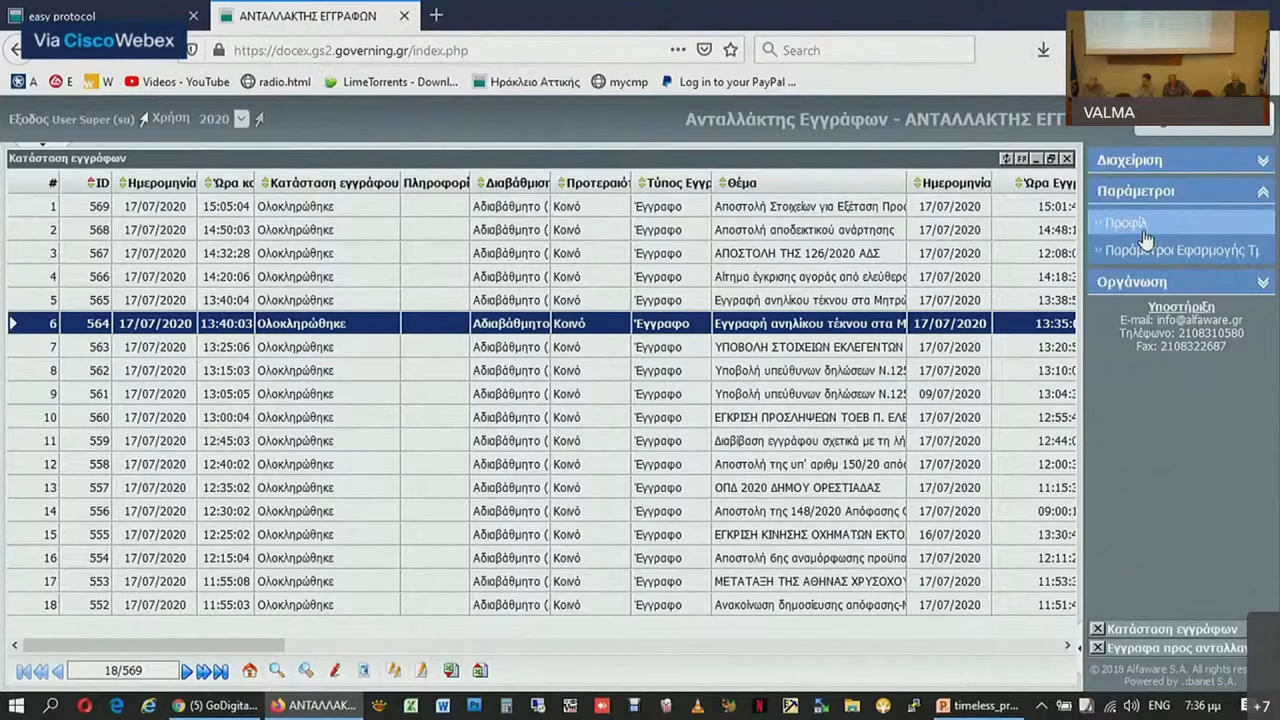 easy protocol
ΑΝΤΑΛΛΑΚΤΗΣ ΕΓΓΡΑΦΩΝ
Via Cisco Webex
https://docex.gs2.governing.gr/index.php
Search
A E W Videos - YouTube radio.html LimeTorrents - Downl... Ηράκλειο Αττικής mycmp Log in to your PayPal ...
VALMA
Εξοδος User Super (su) Χρήση 2020
Ανταλλάκτης Εγγράφων - ΑΝΤΑΛΛΑΚΤΗΣ ΕΓΓ
Κατάσταση εγγράφων
# ID Ημερομηνία Ώρα κα Κατάσταση εγγράφου Πληροφορί Διαβάθμιση Προτεραιότ Τύπος Εγγρ Θέμα Ημερομηνία Ώρα Εγγρ
1 569 17/07/2020 15:05:04 Ολοκληρώθηκε Αδιαβάθμητο ( Κοινό Έγγραφο Αποστολή Στοιχείων για Εξέταση Προσ 17/07/2020 15:01:4
2 568 17/07/2020 14:50:03 Ολοκληρώθηκε Αδιαβάθμητο ( Κοινό Έγγραφο Αποστολή αποδεικτικού ανάρτησης 17/07/2020 14:48:1
3 567 17/07/2020 14:32:28 Ολοκληρώθηκε Αδιαβάθμητο ( Κοινό Έγγραφο ΑΠΟΣΤΟΛΗ ΤΗΣ 126/2020 ΑΔΣ 17/07/2020 12:08:0
4 566 17/07/2020 14:20:06 Ολοκληρώθηκε Αδιαβάθμητο ( Κοινό Έγγραφο Αίτημα έγκρισης αγοράς από ελεύθερο 17/07/2020 14:18:3
5 565 17/07/2020 13:40:04 Ολοκληρώθηκε Αδιαβάθμητο ( Κοινό Έγγραφο Εγγραφή ανηλίκου τέκνου στα Μητρώ 17/07/2020 13:38:5
6 564 17/07/2020 13:40:03 Ολοκληρώθηκε Αδιαβάθμητο Κοινό Έγγραφο Εγγραφή ανηλίκου τέκνου στα Μ 17/07/2020 13:35:0
7 563 17/07/2020 13:25:06 Ολοκληρώθηκε Αδιαβάθμητο ( Κοινό Έγγραφο ΥΠΟΒΟΛΗ ΣΤΟΙΧΕΙΩΝ ΕΚΛΕΓΕΝΤΩΝ 17/07/2020 13:20:5
8 562 17/07/2020 13:15:03 Ολοκληρώθηκε Αδιαβάθμητο ( Κοινό Έγγραφο Υποβολή υπεύθυνων δηλώσεων Ν.125 17/07/2020 13:10:0
9 561 17/07/2020 13:05:05 Ολοκληρώθηκε Αδιαβάθμητο ( Κοινό Έγγραφο Υποβολή υπεύθυνων δηλώσεων Ν.125 09/07/2020 13:04:3
10 560 17/07/2020 13:00:04 Ολοκληρώθηκε Αδιαβάθμητο ( Κοινό Έγγραφο ΕΓΚΡΙΣΗ ΠΡΟΣΛΗΨΕΩΝ ΤΟΕΒ Π. ΕΛΕ 17/07/2020 12:55:4
11 559 17/07/2020 12:45:03 Ολοκληρώθηκε Αδιαβάθμητο ( Κοινό Έγγραφο Διαβίβαση εγγράφου σχετικά με τη λή 17/07/2020 12:44:0
12 558 17/07/2020 12:40:02 Ολοκληρώθηκε Αδιαβάθμητο ( Κοινό Έγγραφο Αποστολή της υπ' αριθμ 150/20 από 17/07/2020 12:00:3
13 557 17/07/2020 12:35:02 Ολοκληρώθηκε Αδιαβάθμητο ( Κοινό Έγγραφο ΟΠΔ 2020 ΔΗΜΟΥ ΟΡΕΣΤΙΑΔΑΣ 17/07/2020 11:15:3
14 556 17/07/2020 12:30:02 Ολοκληρώθηκε Αδιαβάθμητο ( Κοινό Έγγραφο Αποστολη της 148/2020 Απόφασης Ο 17/07/2020 09:00:1
15 555 17/07/2020 12:25:02 Ολοκληρώθηκε Αδιαβάθμητο ( Κοινό Έγγραφο ΕΓΚΡΙΣΗ ΚΙΝΗΣΗΣ ΟΧΗΜΑΤΩΝ ΕΚΤΟ 16/07/2020 13:30:4
16 554 17/07/2020 12:15:04 Ολοκληρώθηκε Αδιαβάθμητο ( Κοινό Έγγραφο Αποστολή 6ης αναμόρφωσης προϋπο 17/07/2020 12:11:2
17 553 17/07/2020 11:55:08 Ολοκληρώθηκε Αδιαβάθμητο ( Κοινό Έγγραφο ΜΕΤΑΤΑΞΗ ΤΗΣ ΑΘΗΝΑΣ ΧΡΥΣΟΧΟ 17/07/2020 11:53:3
18 552 17/07/2020 11:55:03 Ολοκληρώθηκε Αδιαβάθμητο ( Κοινό Έγγραφο Ανακοίνωση δημοσίευσης απόφασης-Μ 17/07/2020 11:51:4
18/569
Διαχείριση
Παράμετροι
Προφίλ
Παράμετροι Εφαρμογής Τμ
Οργάνωση
Υποστήριξη
E-mail: info@alfaware.gr
Τηλέφωνο: 2108310580
Fax: 2108322687
Κατάσταση εγγράφων
Έγγραφα προς ανταλλαγ
© 2018 Alfaware S.A. All rights rese
Powered by .:banet S.A.
(5) GoDigita...
ΑΝΤΑΛΛΑΚ...
timeless_pr...
ENG 7:36 μμ +7